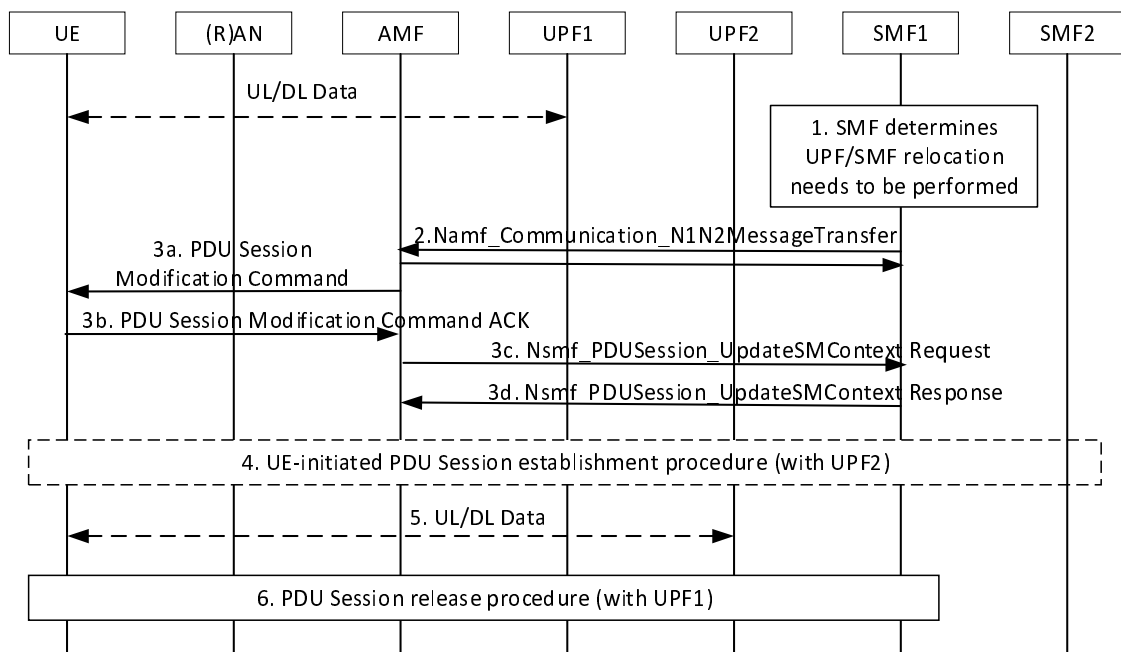 UE
(R)AN
AMF
UPF1
UPF2
SMF1
SMF2
UL/DL Data
1. SMF determines
UPF/SMF relocation
needs to be performed
2.Namf_Communication_N1N2MessageTransfer
3a. PDU Session
Modification Command
3b. PDU Session Modification Command ACK
3c. Nsmf_PDUSession_UpdateSMContext Request
3d. Nsmf_PDUSession_UpdateSMContext Response
4. UE-initiated PDU Session establishment procedure (with UPF2)
5. UL/DL Data
6. PDU Session release procedure (with UPF1)